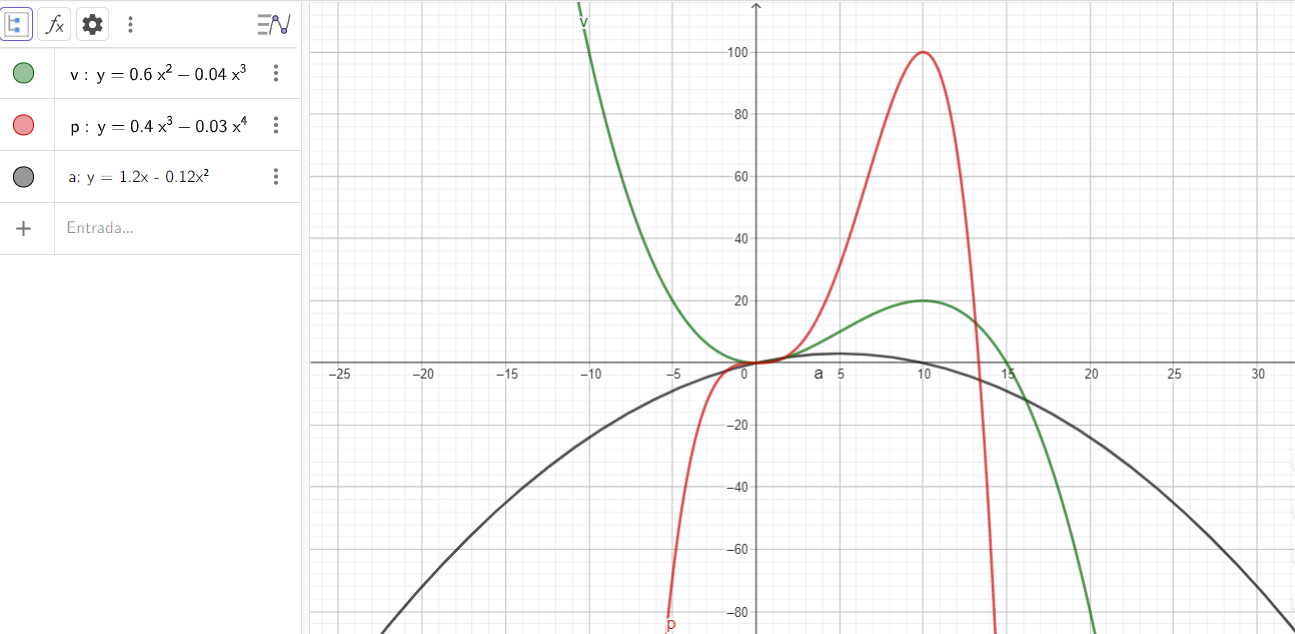 fx
v : y = 0.6 x² − 0.04 x³
p : y = 0.4 x³ − 0.03 x⁴
a: y = 1.2x - 0.12x²
+ Entrada...
v
100
80
60
40
20
−25 −20 −15 −10 −5 0 a 5 10 15 20 25 30
−20
−40
−60
−80
p